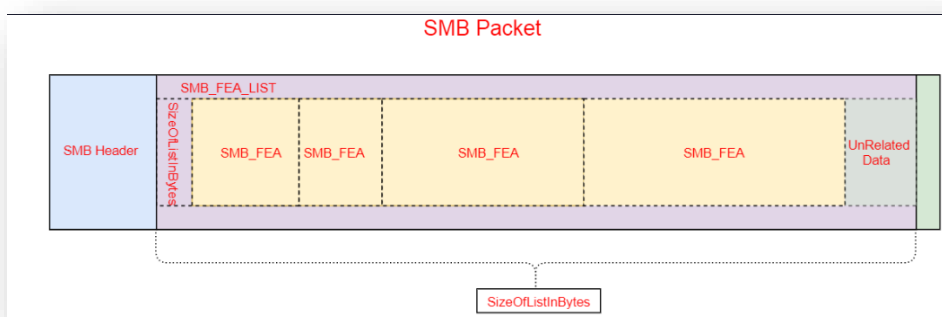 SMB Packet
SMB_FEA_LIST
SMB Header
SizeOfListInBytes
SMB_FEA
SMB_FEA
SMB_FEA
SMB_FEA
UnRelated
Data
SizeOfListInBytes